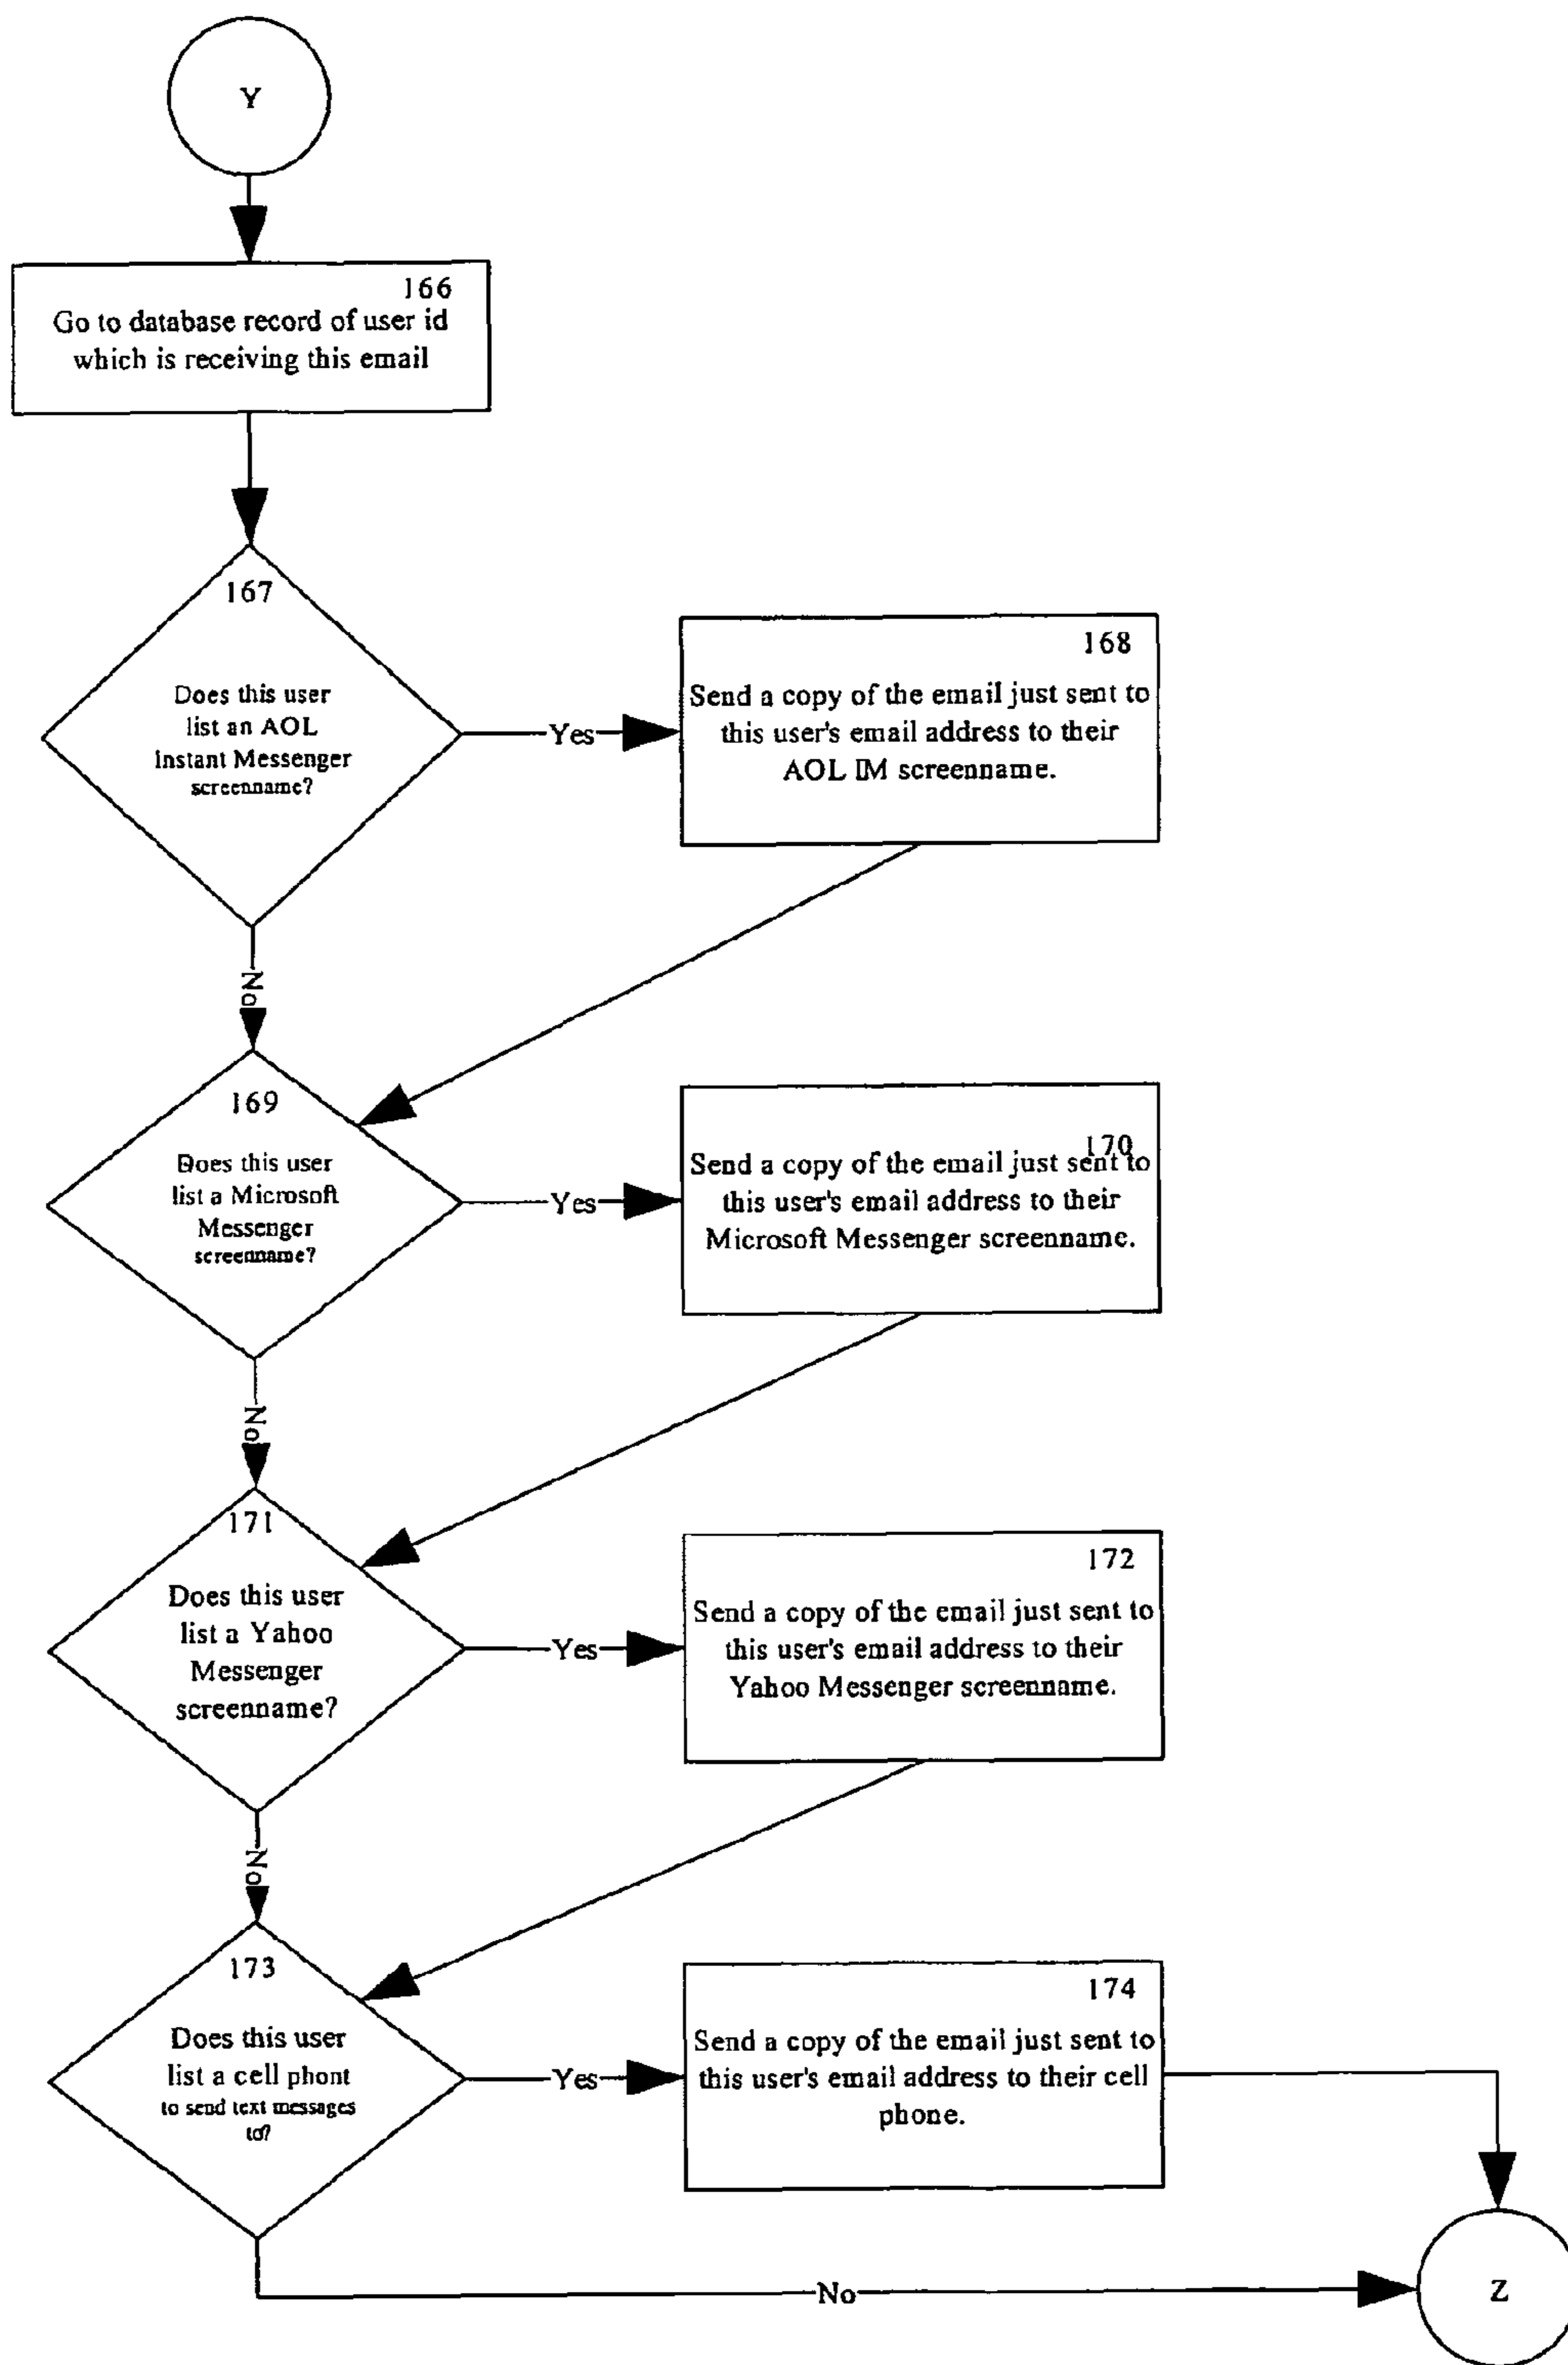 Y
166
Go to database record of user id
which is receiving this email
167
Does this user
list an AOL
Instant Messenger
screenname?
Yes
168
Send a copy of the email just sent to
this user's email address to their
AOL IM screenname.
No
169
Does this user
list a Microsoft
Messenger
screenname?
Yes
170
Send a copy of the email just sent to
this user's email address to their
Microsoft Messenger screenname.
No
171
Does this user
list a Yahoo
Messenger
screenname?
Yes
172
Send a copy of the email just sent to
this user's email address to their
Yahoo Messenger screenname.
No
173
Does this user
list a cell phont
to send text messages
to?
Yes
174
Send a copy of the email just sent to
this user's email address to their cell
phone.
No
Z